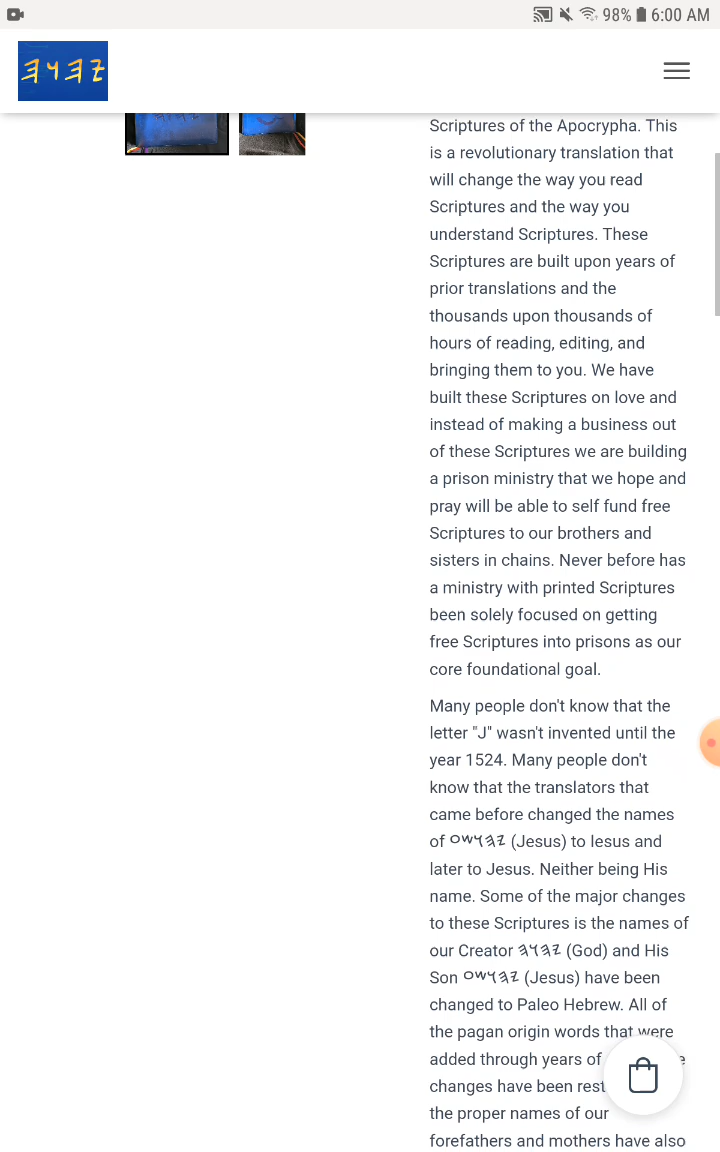 98% 6:00 AM
𐤉𐤄𐤅𐤄
Scriptures of the Apocrypha. This
is a revolutionary translation that
will change the way you read
Scriptures and the way you
understand Scriptures. These
Scriptures are built upon years of
prior translations and the
thousands upon thousands of
hours of reading, editing, and
bringing them to you. We have
built these Scriptures on love and
instead of making a business out
of these Scriptures we are building
a prison ministry that we hope and
pray will be able to self fund free
Scriptures to our brothers and
sisters in chains. Never before has
a ministry with printed Scriptures
been solely focused on getting
free Scriptures into prisons as our
core foundational goal.
Many people don't know that the
letter "J" wasn't invented until the
year 1524. Many people don't
know that the translators that
came before changed the names
of 𐤉𐤄𐤅𐤔𐤏 (Jesus) to Iesus and
later to Jesus. Neither being His
name. Some of the major changes
to these Scriptures is the names of
our Creator 𐤉𐤄𐤅𐤄 (God) and His
Son 𐤉𐤄𐤅𐤔𐤏 (Jesus) have been
changed to Paleo Hebrew. All of
the pagan origin words that were
added through years of
changes have been rest
the proper names of our
forefathers and mothers have also